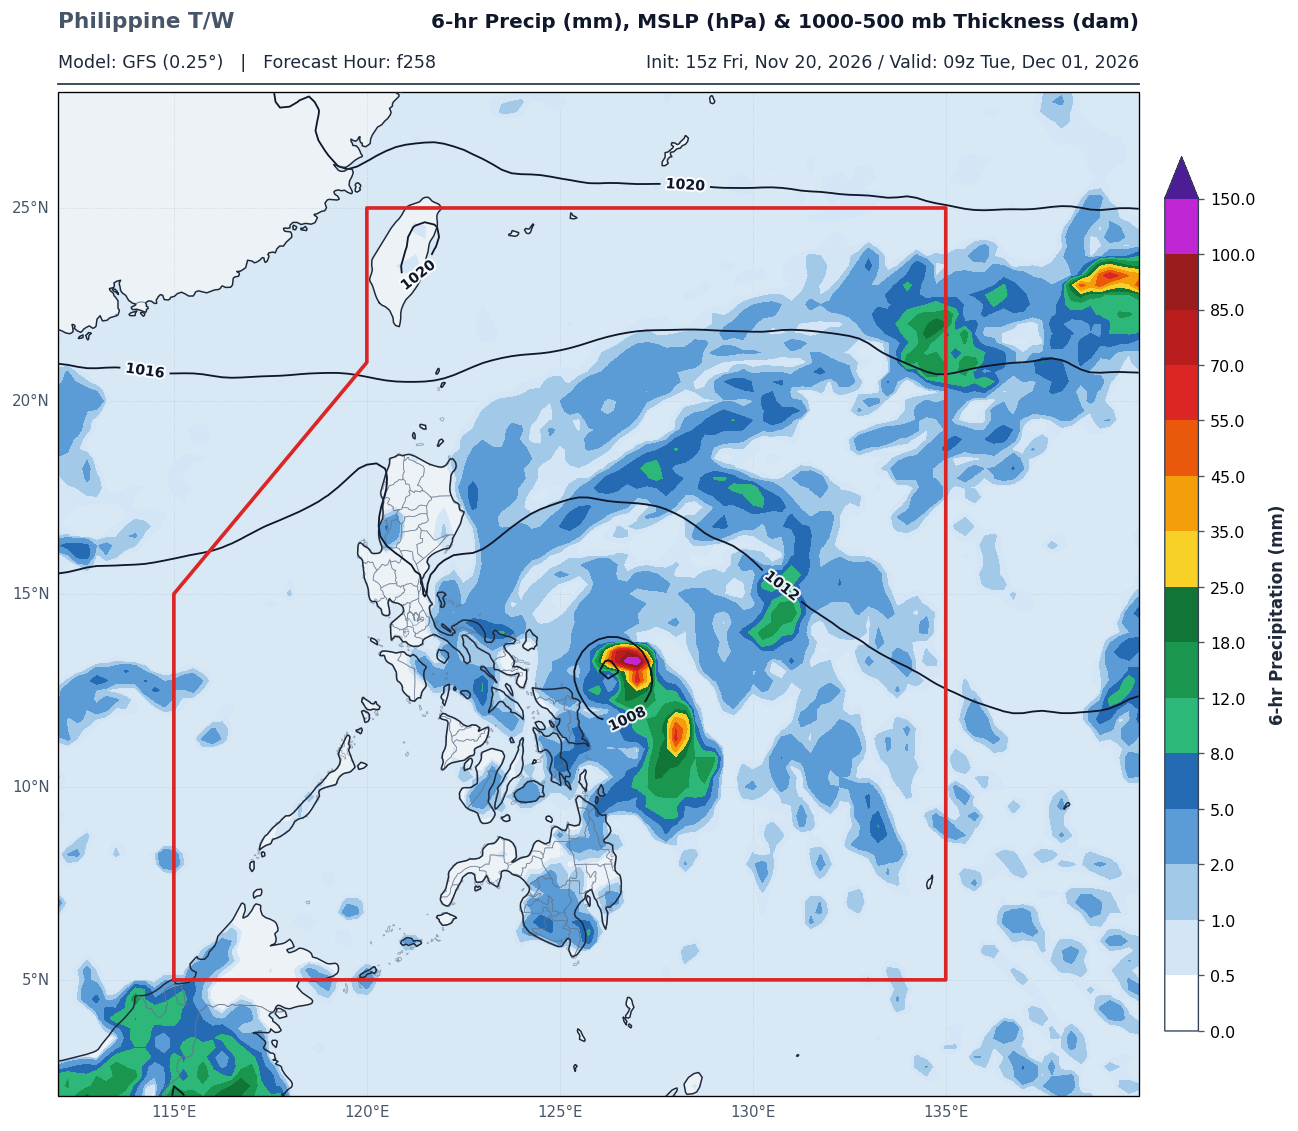 Philippine T/W
6-hr Precip (mm), MSLP (hPa) & 1000-500 mb Thickness (dam)
Model: GFS (0.25°) | Forecast Hour: f258
Init: 15z Fri, Nov 20, 2026 / Valid: 09z Tue, Dec 01, 2026
1020
1020
1016
1012
1008
25°N
20°N
15°N
10°N
5°N
115°E
120°E
125°E
130°E
135°E
150.0
100.0
85.0
70.0
55.0
45.0
35.0
25.0
18.0
12.0
8.0
5.0
2.0
1.0
0.5
0.0
6-hr Precipitation (mm)